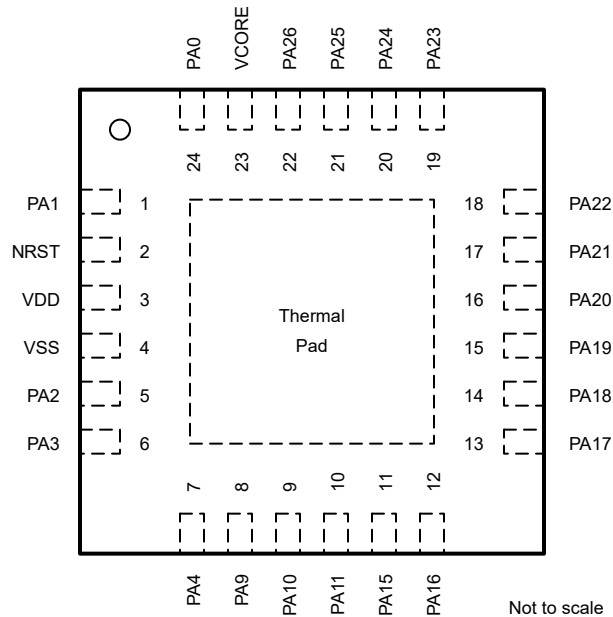 PA0 VCORE PA26 PA25 PA24 PA23
24 23 22 21 20 19
PA1 1 18 PA22
NRST 2 17 PA21
VDD 3 16 PA20
VSS 4 15 PA19
PA2 5 14 PA18
PA3 6 13 PA17
Thermal
Pad
7 8 9 10 11 12
PA4 PA9 PA10 PA11 PA15 PA16
Not to scale